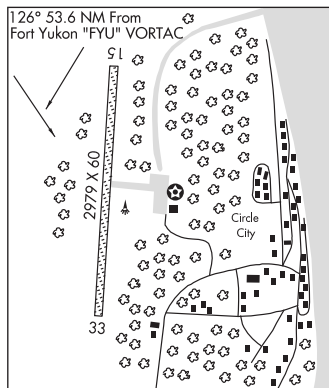 126° 53.6 NM From
Fort Yukon "FYU" VORTAC
15
2979 X 60
Circle
City
33